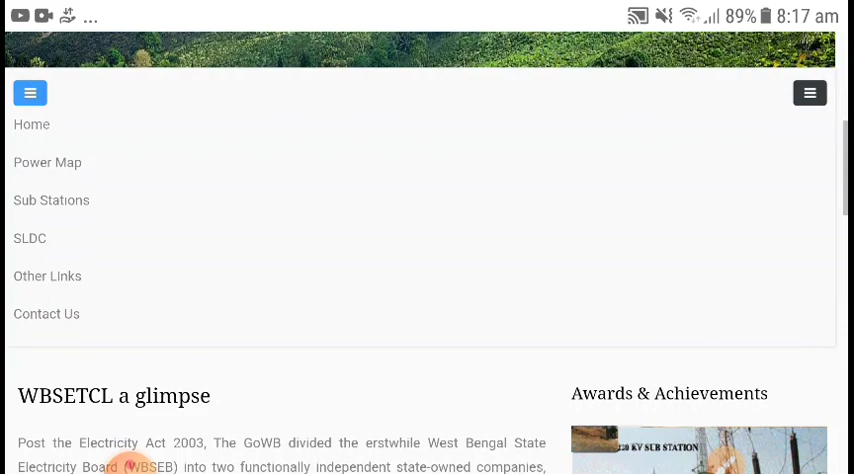 ... 89% 8:17 am
Home
Power Map
Sub Stations
SLDC
Other Links
Contact Us
WBSETCL a glimpse
Awards & Achievements
Post the Electricity Act 2003, The GoWB divided the erstwhile West Bengal State
Electricity Board (WBSEB) into two functionally independent state-owned companies,
220 KV SUB STATION